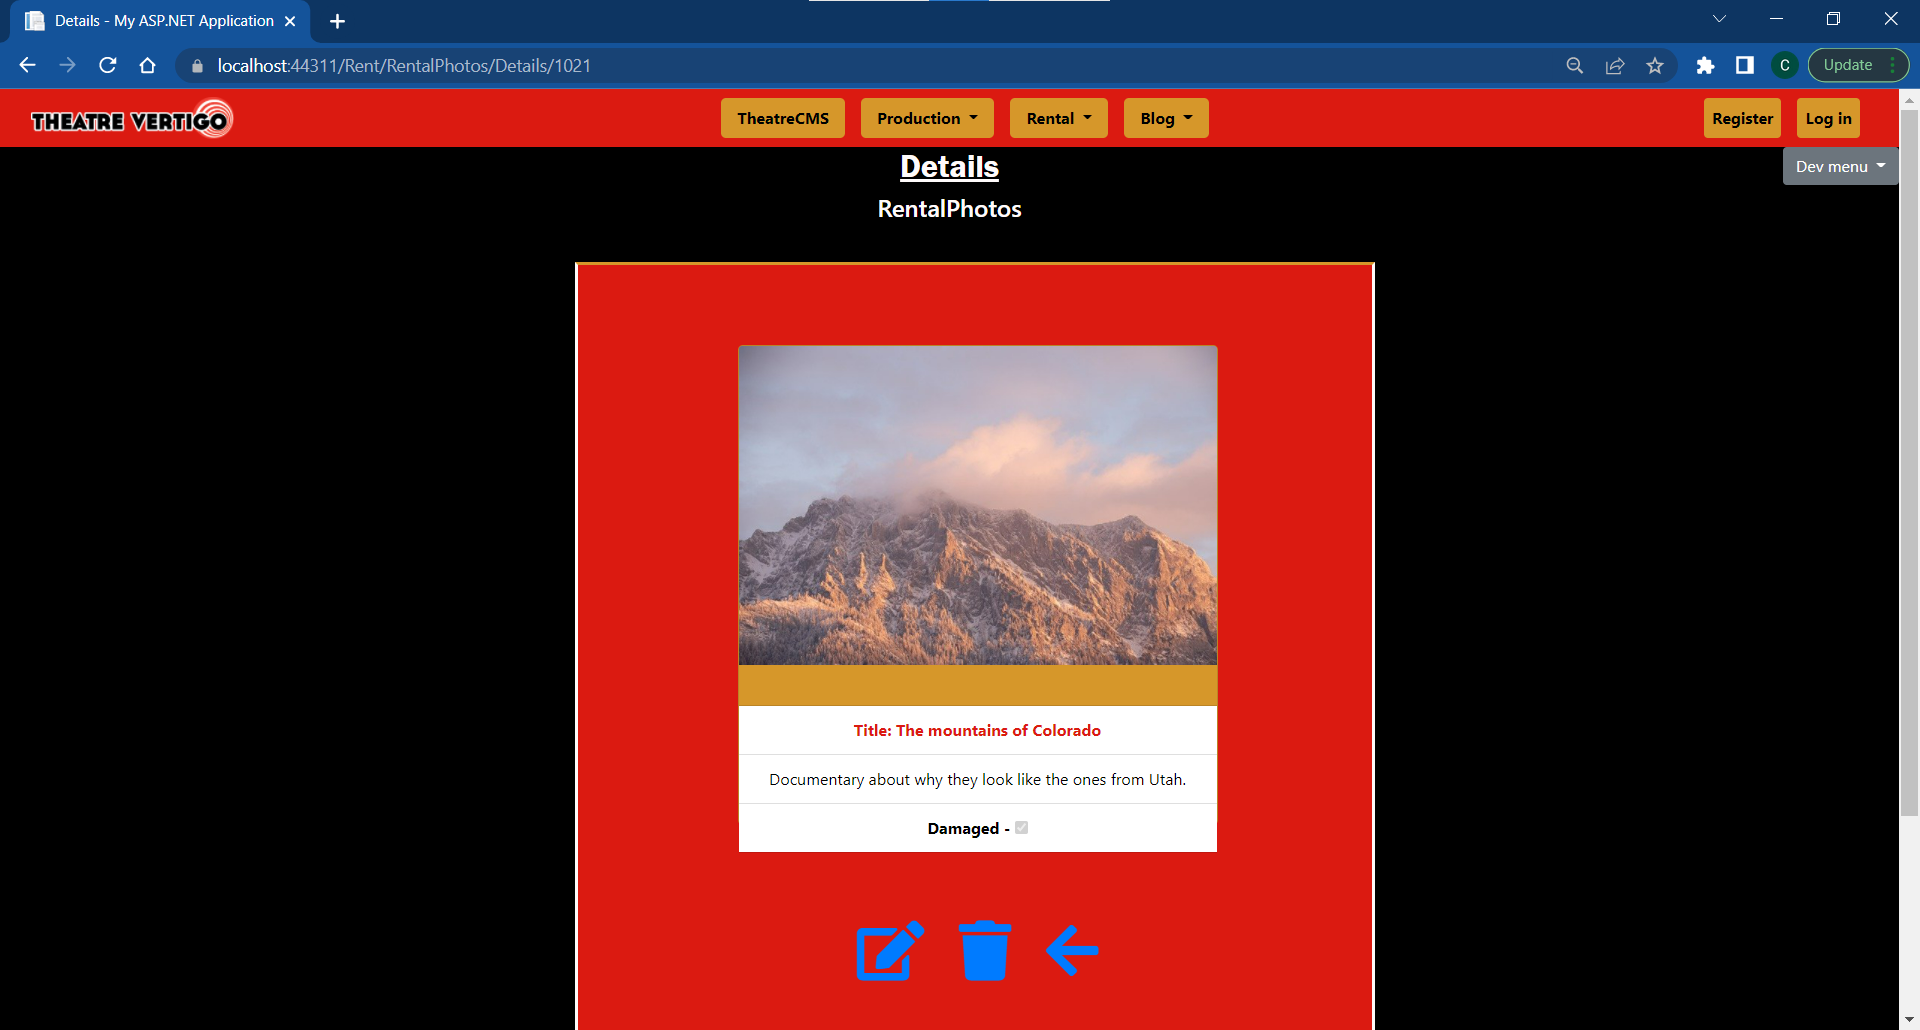 Details - My ASP.NET Application
localhost:44311/Rent/RentalPhotos/Details/1021
C
Update
THEATRE VERTIGO
TheatreCMS
Production
Rental
Blog
Register
Log in
Details
Dev menu
RentalPhotos
Title: The mountains of Colorado
Documentary about why they look like the ones from Utah.
Damaged -